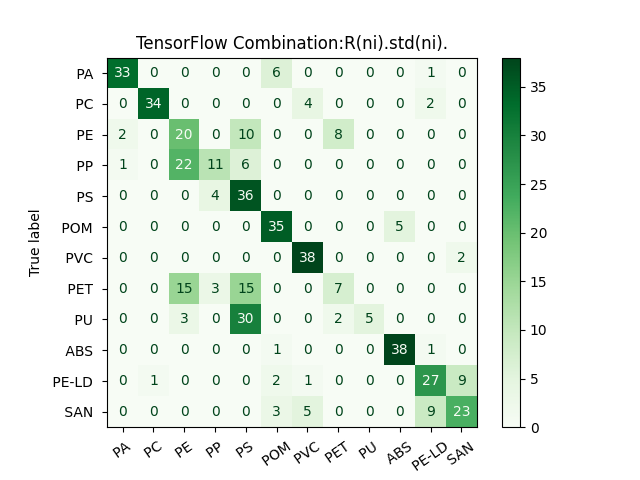 TensorFlow Combination:R(ni).std(ni).
True label
PA 33 0 0 0 0 6 0 0 0 0 1 0
PC 0 34 0 0 0 0 4 0 0 0 2 0
PE 2 0 20 0 10 0 0 8 0 0 0 0
PP 1 0 22 11 6 0 0 0 0 0 0 0
PS 0 0 0 4 36 0 0 0 0 0 0 0
POM 0 0 0 0 0 35 0 0 0 5 0 0
PVC 0 0 0 0 0 0 38 0 0 0 0 2
PET 0 0 15 3 15 0 0 7 0 0 0 0
PU 0 0 3 0 30 0 0 2 5 0 0 0
ABS 0 0 0 0 0 1 0 0 0 38 1 0
PE-LD 0 1 0 0 0 2 1 0 0 0 27 9
SAN 0 0 0 0 0 3 5 0 0 0 9 23
PA PC PE PP PS POM PVC PET PU ABS PE-LD SAN
35
30
25
20
15
10
5
0